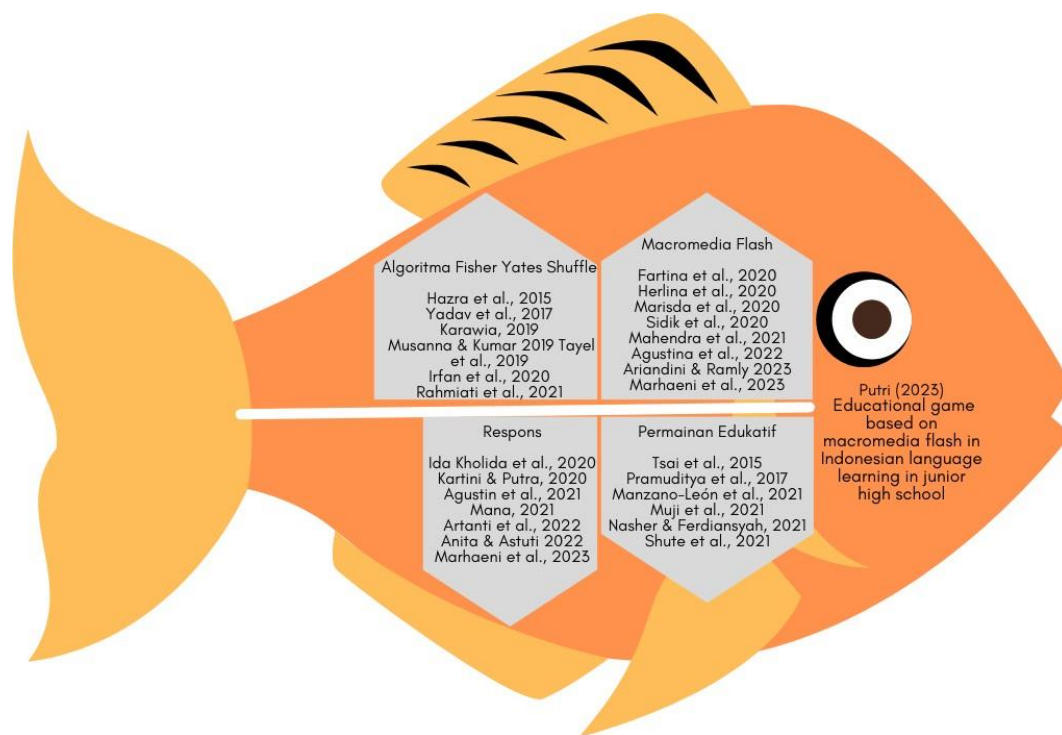 Algoritma Fisher Yates Shuffle
Hazra et al., 2015
Yadav et al., 2017
Karawia, 2019
Musanna & Kumar 2019 Tayel
et al., 2019
Irfan et al., 2020
Rahmiati et al., 2021
Macromedia Flash
Fartina et al., 2020
Herlina et al., 2020
Marisda et al., 2020
Sidik et al., 2020
Mahendra et al., 2021
Agustina et al., 2022
Ariandini & Ramly 2023
Marhaeni et al., 2023
Respons
Ida Kholida et al., 2020
Kartini & Putra, 2020
Agustin et al., 2021
Mana, 2021
Artanti et al., 2022
Anita & Astuti 2022
Marhaeni et al., 2023
Permainan Edukatif
Tsai et al., 2015
Pramuditya et al., 2017
Manzano-León et al., 2021
Muji et al., 2021
Nasher & Ferdiansyah, 2021
Shute et al., 2021
Putri (2023)
Educational game
based on
macromedia flash in
Indonesian language
learning in junior
high school